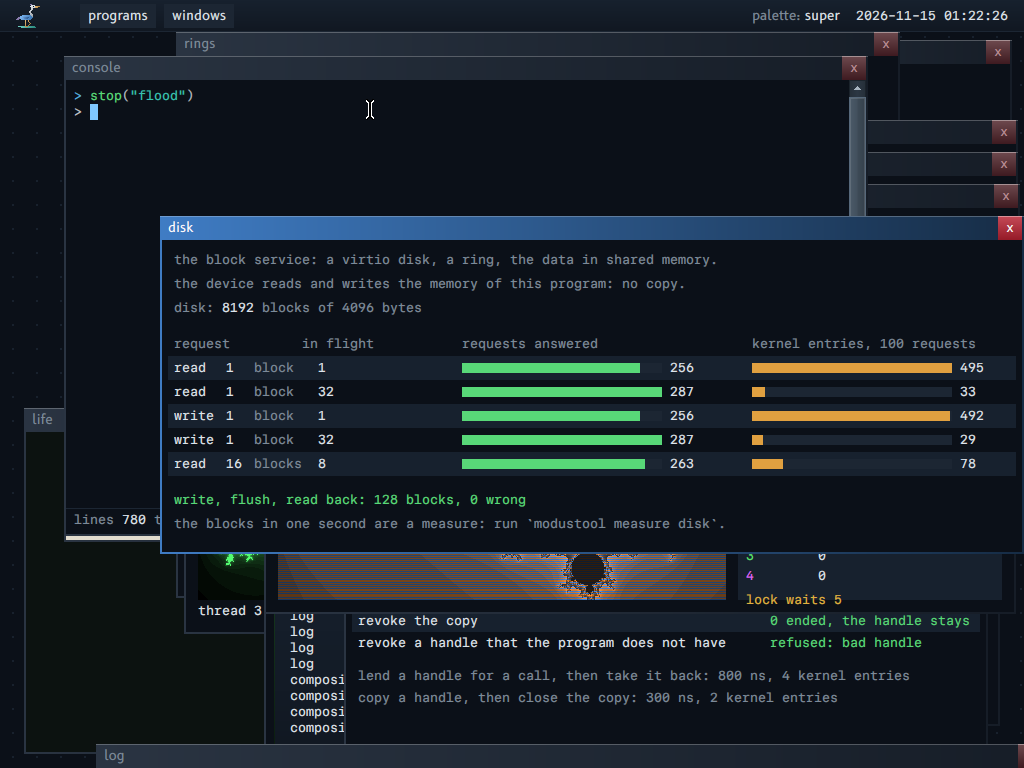 programs windows palette: super 2026-11-15 01:22:26
rings x
x
console x
> stop("flood")
>
x
x
x
disk x
the block service: a virtio disk, a ring, the data in shared memory.
the device reads and writes the memory of this program: no copy.
disk: 8192 blocks of 4096 bytes
request in flight requests answered kernel entries, 100 requests
read 1 block 1 256 495
read 1 block 32 287 33
write 1 block 1 256 492
write 1 block 32 287 29
read 16 blocks 8 263 78
write, flush, read back: 128 blocks, 0 wrong
the blocks in one second are a measure: run `modustool measure disk`.
life
lines 780 t
3 0
4 0
lock waits 5
thread 3
log
log
log
log
composi
composi
composi
composi
revoke the copy 0 ended, the handle stays
revoke a handle that the program does not have refused: bad handle
lend a handle for a call, then take it back: 800 ns, 4 kernel entries
copy a handle, then close the copy: 300 ns, 2 kernel entries
log